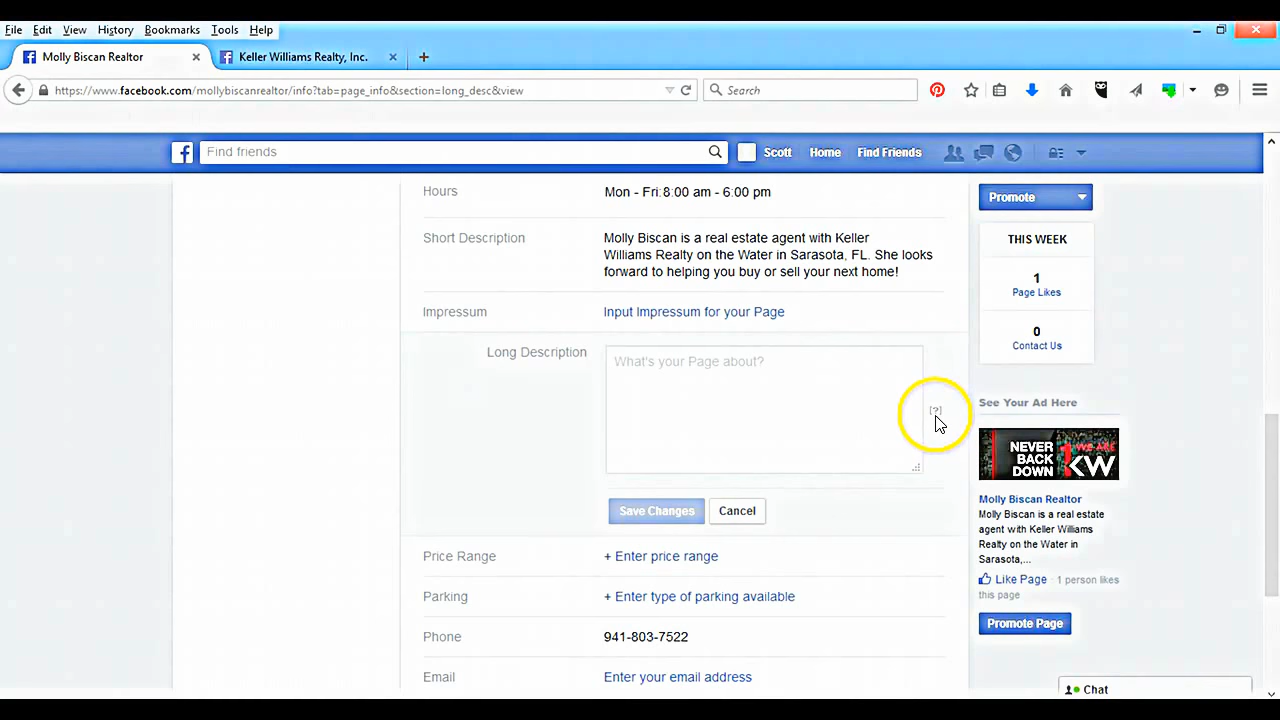 File Edit View History Bookmarks Tools Help
Molly Biscan Realtor
Keller Williams Realty, Inc.
https://www.facebook.com/mollybiscanrealtor/info?tab=page_info&section=long_desc&view
Search
Find friends
Scott Home Find Friends
Hours Mon - Fri:8:00 am - 6:00 pm
Short Description Molly Biscan is a real estate agent with Keller
Williams Realty on the Water in Sarasota, FL. She looks
forward to helping you buy or sell your next home!
Impressum Input Impressum for your Page
Long Description What's your Page about?
[?]
Save Changes Cancel
Price Range + Enter price range
Parking + Enter type of parking available
Phone 941-803-7522
Email Enter your email address
Promote
THIS WEEK
1
Page Likes
0
Contact Us
See Your Ad Here
NEVER
BACK
DOWN
1 WE ARE
KW
Molly Biscan Realtor
Molly Biscan is a real estate
agent with Keller Williams
Realty on the Water in
Sarasota,...
Like Page · 1 person likes
this page
Promote Page
Chat